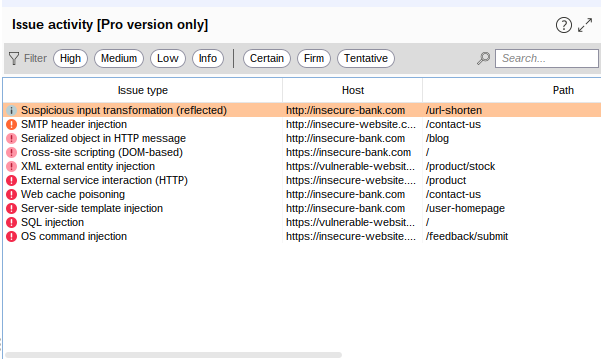 Issue activity [Pro version only]
Filter High Medium Low Info Certain Firm Tentative Search...
Issue type Host Path
Suspicious input transformation (reflected) http://insecure-bank.com /url-shorten
SMTP header injection http://insecure-website.c... /contact-us
Serialized object in HTTP message http://insecure-bank.com /blog
Cross-site scripting (DOM-based) https://insecure-bank.com /
XML external entity injection https://vulnerable-websit... /product/stock
External service interaction (HTTP) https://insecure-website.... /product
Web cache poisoning http://insecure-bank.com /contact-us
Server-side template injection http://insecure-bank.com /user-homepage
SQL injection https://vulnerable-websit... /
OS command injection https://insecure-website.... /feedback/submit